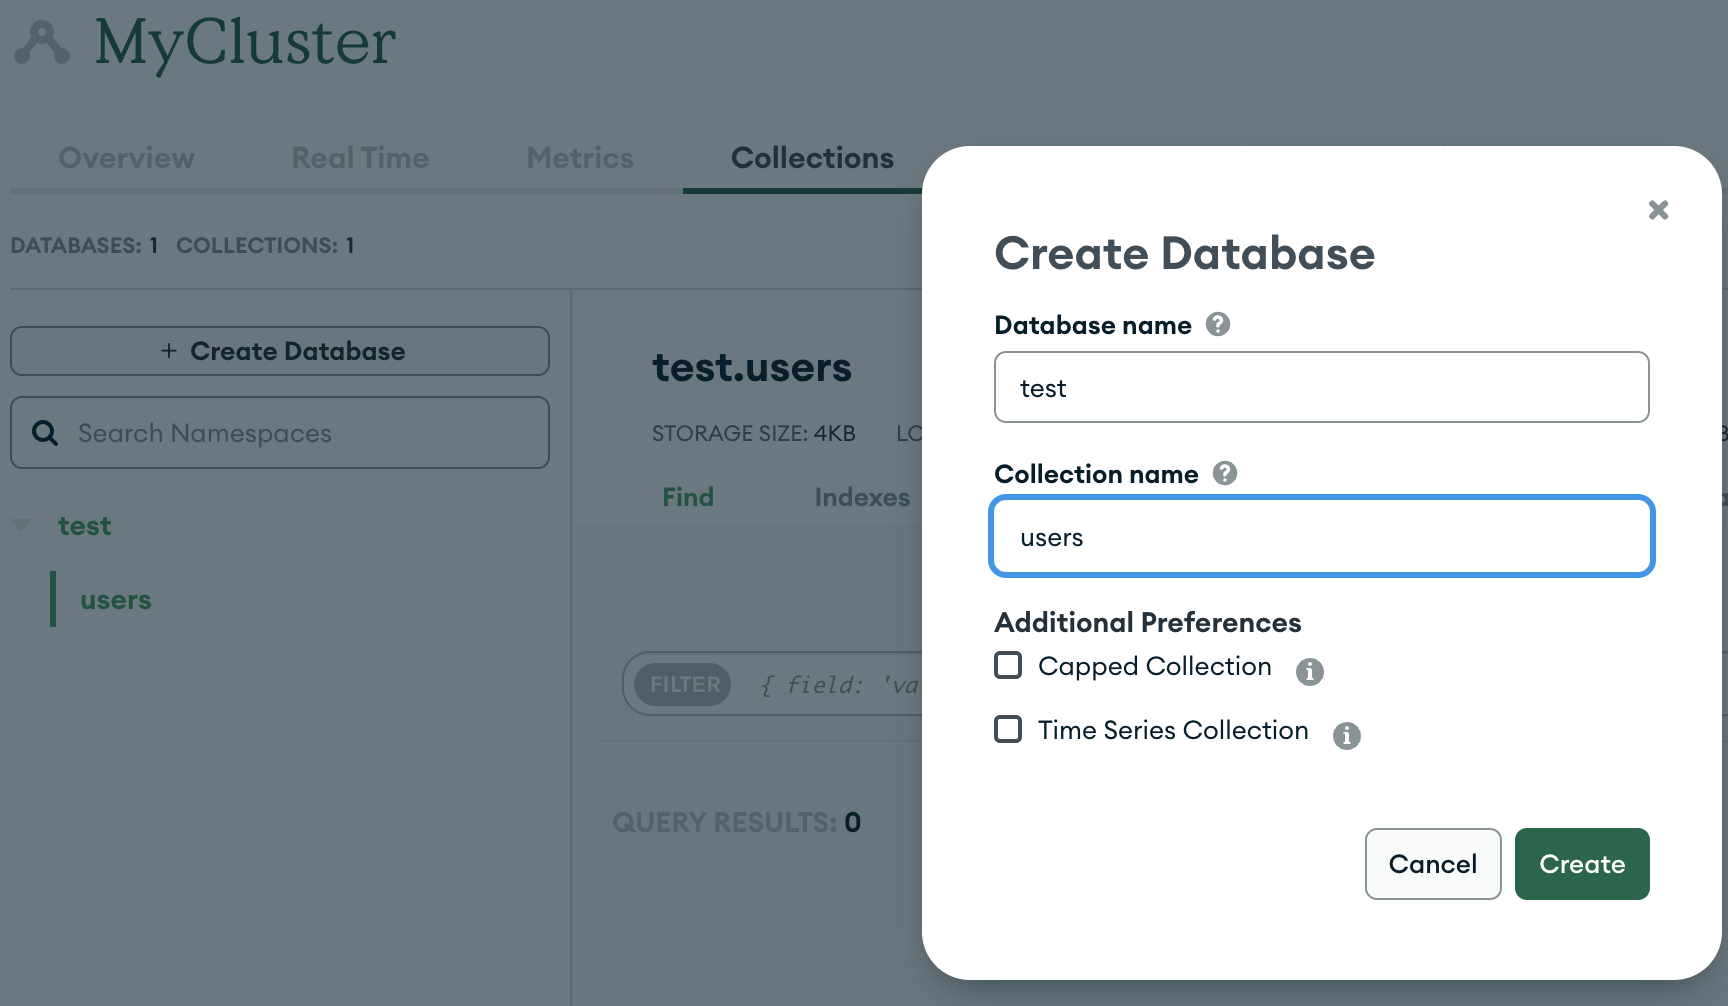 MyCluster
Overview Real Time Metrics Collections
DATABASES: 1 COLLECTIONS: 1
+ Create Database
Search Namespaces
test
users
test.users
STORAGE SIZE: 4KB
Find Indexes
FILTER { field: 'va
QUERY RESULTS: 0
Create Database
Database name ?
test
Collection name ?
users
Additional Preferences
Capped Collection i
Time Series Collection i
Cancel Create